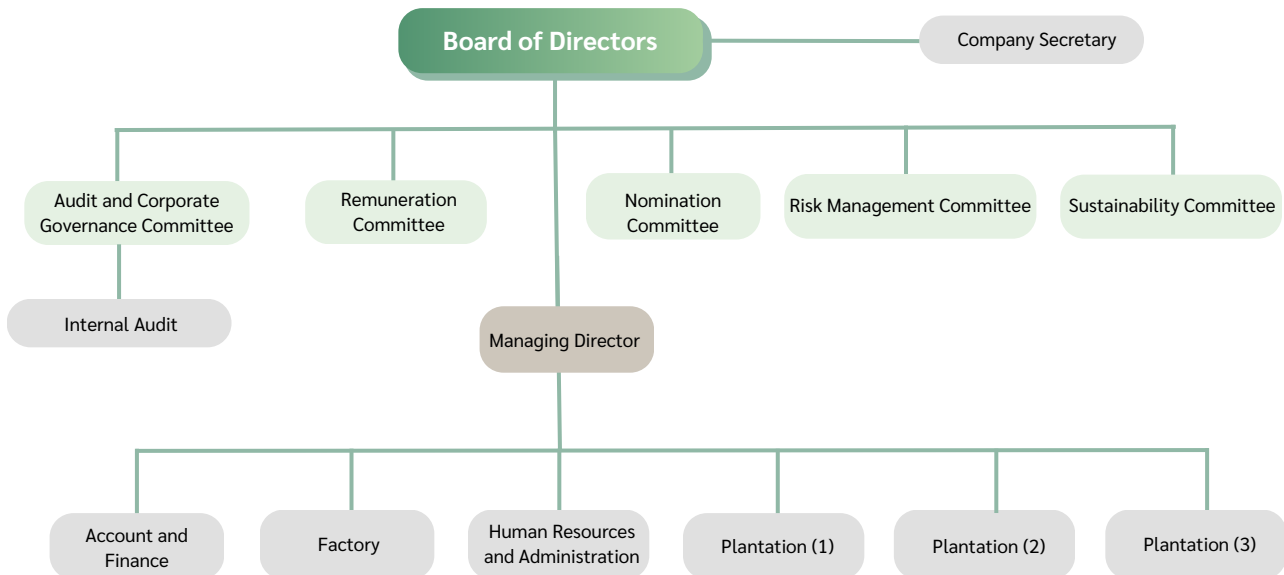 Board of Directors
Company Secretary
Audit and Corporate
Governance Committee
Remuneration
Committee
Nomination
Committee
Risk Management Committee
Sustainability Committee
Internal Audit
Managing Director
Account and
Finance
Factory
Human Resources
and Administration
Plantation (1)
Plantation (2)
Plantation (3)